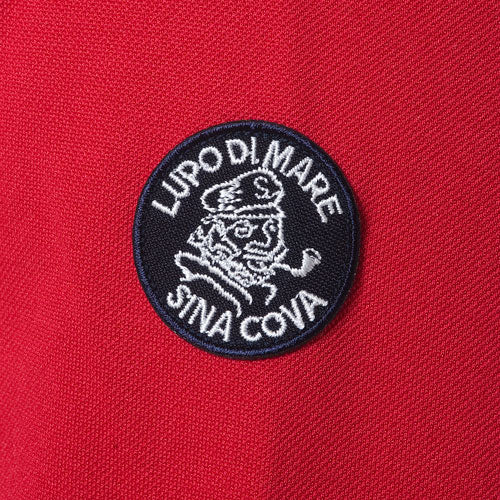 LUPO DI MARE
S.
SINA COVA